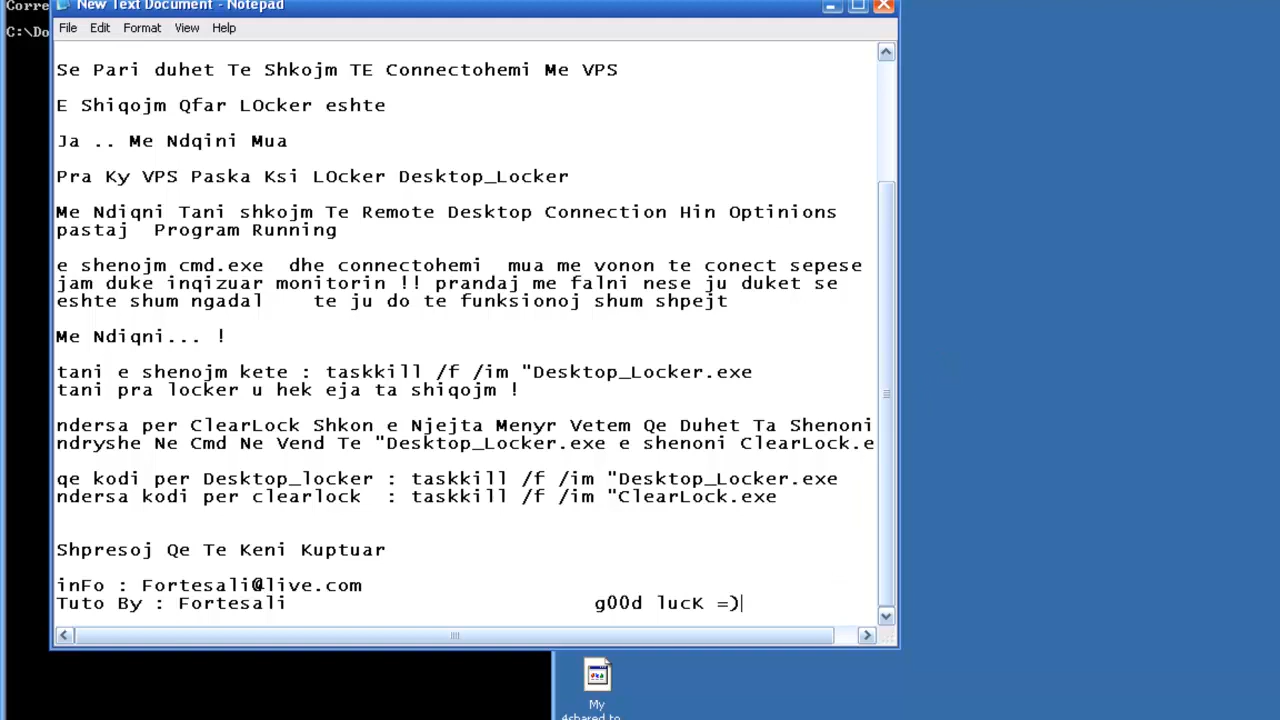 Corre
New Text Document - Notepad
C:\Do
File Edit Format View Help
Se Pari duhet Te Shkojm TE Connectohemi Me VPS
E Shiqojm Qfar LOcker eshte
Ja .. Me Ndqini Mua
Pra Ky VPS Paska Ksi LOcker Desktop_Locker
Me Ndiqni Tani shkojm Te Remote Desktop Connection Hin Optinions
pastaj  Program Running
e shenojm cmd.exe  dhe connectohemi  mua me vonon te conect sepese
jam duke inqizuar monitorin !! prandaj me falni nese ju duket se
eshte shum ngadal    te ju do te funksionoj shum shpejt
Me Ndiqni... !
tani e shenojm kete : taskkill /f /im "Desktop_Locker.exe
tani pra locker u hek eja ta shiqojm !
ndersa per ClearLock Shkon e Njejta Menyr Vetem Qe Duhet Ta Shenoni
ndryshe Ne Cmd Ne Vend Te "Desktop_Locker.exe e shenoni ClearLock.e
qe kodi per Desktop_locker : taskkill /f /im "Desktop_Locker.exe
ndersa kodi per clearlock  : taskkill /f /im "ClearLock.exe
Shpresoj Qe Te Keni Kuptuar
inFo : Fortesali@live.com
Tuto By : Fortesali                         g00d lucK =)
My
4shared to